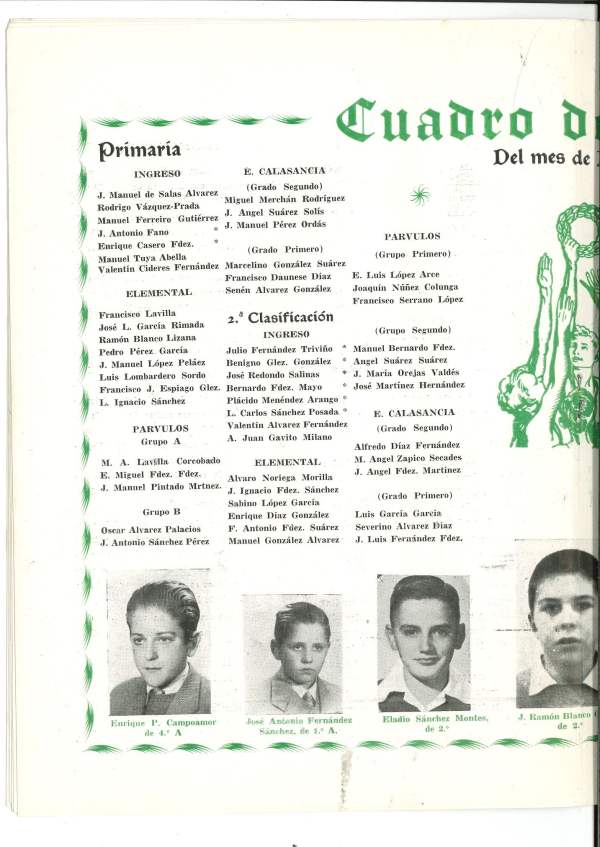 Cuadro d
Del mes de
Primaria
INGRESO
J. Manuel de Salas Alvarez
Rodrigo Vázquez-Prada
Manuel Ferreiro Gutiérrez
J. Antonio Fano *
Enrique Casero Fdez. *
Manuel Tuya Abella
Valentín Cideres Fernández
ELEMENTAL
Francisco Lavilla
José L. García Rimada
Ramón Blanco Lizana
Pedro Pérez García
J. Manuel López Peláez
Luis Lombardero Sordo
Francisco J. Espiago Glez.
L. Ignacio Sánchez
PARVULOS
Grupo A
M. A. Lavilla Corcobado
E. Miguel Fdez. Fdez.
J. Manuel Pintado Mrtnez.
Grupo B
Oscar Alvarez Palacios
J. Antonio Sánchez Pérez
E. CALASANCIA
(Grado Segundo)
Miguel Merchán Rodríguez
J. Angel Suárez Solís
J. Manuel Pérez Ordás
(Grado Primero)
Marcelino González Suárez
Francisco Daunese Díaz
Senén Alvarez González
2.ª Clasificación
INGRESO
Julio Fernández Triviño *
Benigno Glez. González *
José Redondo Salinas *
Bernardo Fdez. Mayo *
Plácido Menéndez Arango *
L. Carlos Sánchez Posada *
Valentín Alvarez Fernández
A. Juan Gavito Milano
ELEMENTAL
Alvaro Noriega Morilla
J. Ignacio Fdez. Sánchez
Sabino López García
Enrique Díaz González
F. Antonio Fdez. Suárez
Manuel González Alvarez
PARVULOS
(Grupo Primero)
E. Luis López Arce
Joaquín Núñez Colunga
Francisco Serrano López
(Grupo Segundo)
Manuel Bernardo Fdez.
Angel Suárez Suárez
J. María Orejas Valdés
José Martínez Hernández
E. CALASANCIA
(Grado Segundo)
Alfredo Díaz Fernández
M. Angel Zapico Secades
J. Angel Fdez. Martínez
(Grado Primero)
Luis García García
Severino Alvarez Díaz
J. Luis Fernández Fdez.
Enrique P. Campoamor
de 4.º A
José Antonio Fernández
Sánchez, de 1.º A.
Eladio Sánchez Montes,
de 2.º
J. Ramón Blanco
de 2.º